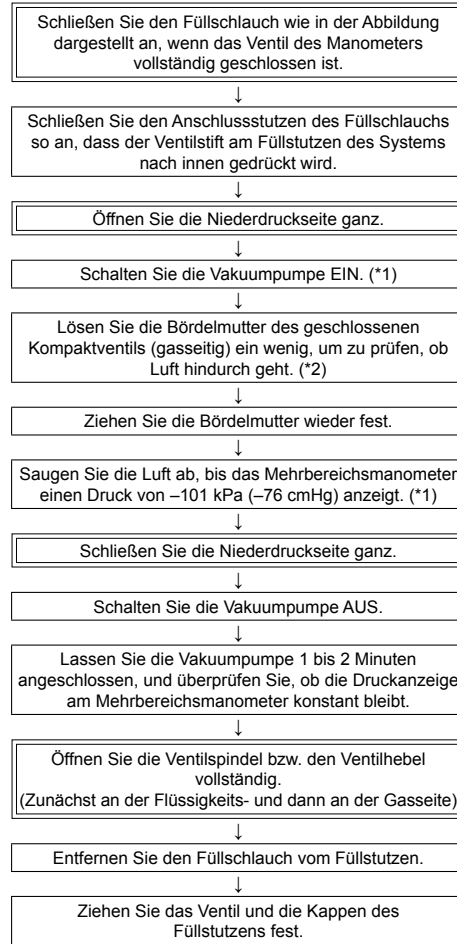 Schließen Sie den Füllschlauch wie in der Abbildung
dargestellt an, wenn das Ventil des Manometers
vollständig geschlossen ist.
↓
Schließen Sie den Anschlussstutzen des Füllschlauchs
so an, dass der Ventilstift am Füllstutzen des Systems
nach innen gedrückt wird.
↓
Öffnen Sie die Niederdruckseite ganz.
↓
Schalten Sie die Vakuumpumpe EIN. (*1)
↓
Lösen Sie die Bördelmutter des geschlossenen
Kompaktventils (gasseitig) ein wenig, um zu prüfen, ob
Luft hindurch geht. (*2)
↓
Ziehen Sie die Bördelmutter wieder fest.
↓
Saugen Sie die Luft ab, bis das Mehrbereichsmanometer
einen Druck von –101 kPa (–76 cmHg) anzeigt. (*1)
↓
Schließen Sie die Niederdruckseite ganz.
↓
Schalten Sie die Vakuumpumpe AUS.
↓
Lassen Sie die Vakuumpumpe 1 bis 2 Minuten
angeschlossen, und überprüfen Sie, ob die Druckanzeige
am Mehrbereichsmanometer konstant bleibt.
↓
Öffnen Sie die Ventilspindel bzw. den Ventilhebel
vollständig.
(Zunächst an der Flüssigkeits- und dann an der Gasseite)
↓
Entfernen Sie den Füllschlauch vom Füllstutzen.
↓
Ziehen Sie das Ventil und die Kappen des
Füllstutzens fest.